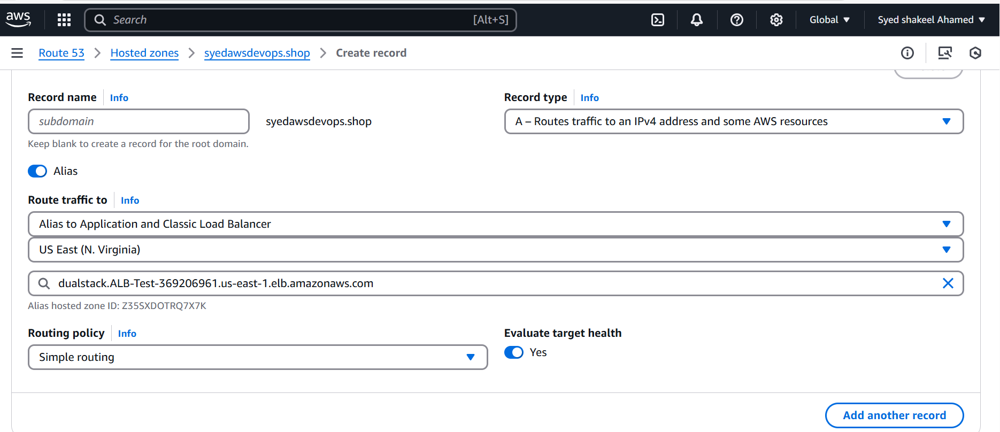 aws
Search [Alt+S] Global Syed shakeel Ahamed
Route 53 Hosted zones syedawsdevops.shop Create record
Record name Info
subdomain syedawsdevops.shop
Keep blank to create a record for the root domain.
Record type Info
A – Routes traffic to an IPv4 address and some AWS resources
Alias
Route traffic to Info
Alias to Application and Classic Load Balancer
US East (N. Virginia)
dualstack.ALB-Test-369206961.us-east-1.elb.amazonaws.com
Alias hosted zone ID: Z35SXDOTRQ7X7K
Routing policy Info
Simple routing
Evaluate target health
Yes
Add another record